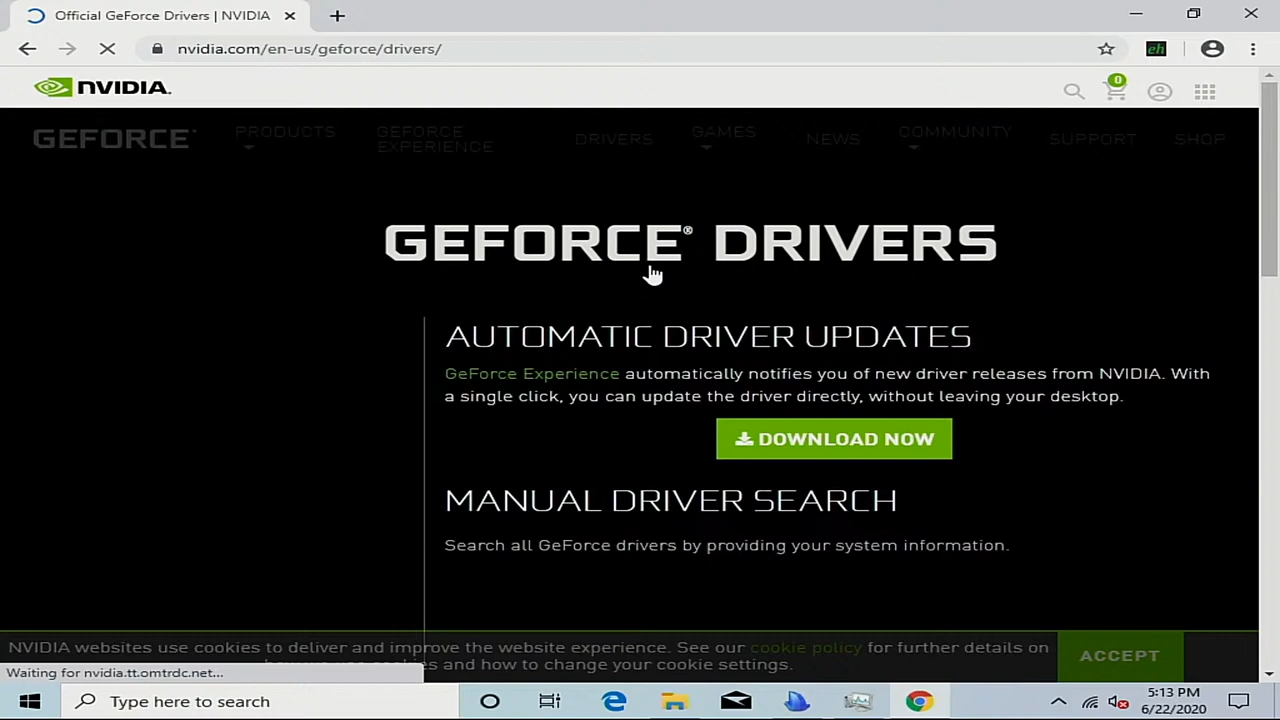 Official GeForce Drivers | NVIDIA
nvidia.com/en-us/geforce/drivers/
eh
NVIDIA.
0
GEFORCE
PRODUCTS
GEFORCE
EXPERIENCE
DRIVERS
GAMES
NEWS
COMMUNITY
SUPPORT
SHOP
GEFORCE® DRIVERS
AUTOMATIC DRIVER UPDATES
GeForce Experience automatically notifies you of new driver releases from NVIDIA. With
a single click, you can update the driver directly, without leaving your desktop.
DOWNLOAD NOW
MANUAL DRIVER SEARCH
Search all GeForce drivers by providing your system information.
NVIDIA websites use cookies to deliver and improve the website experience. See our cookie policy for further details on
how we use cookies and how to change your cookie settings.
ACCEPT
Waiting for nvidia.tt.omtrdc.net...
Type here to search
5:13 PM
6/22/2020